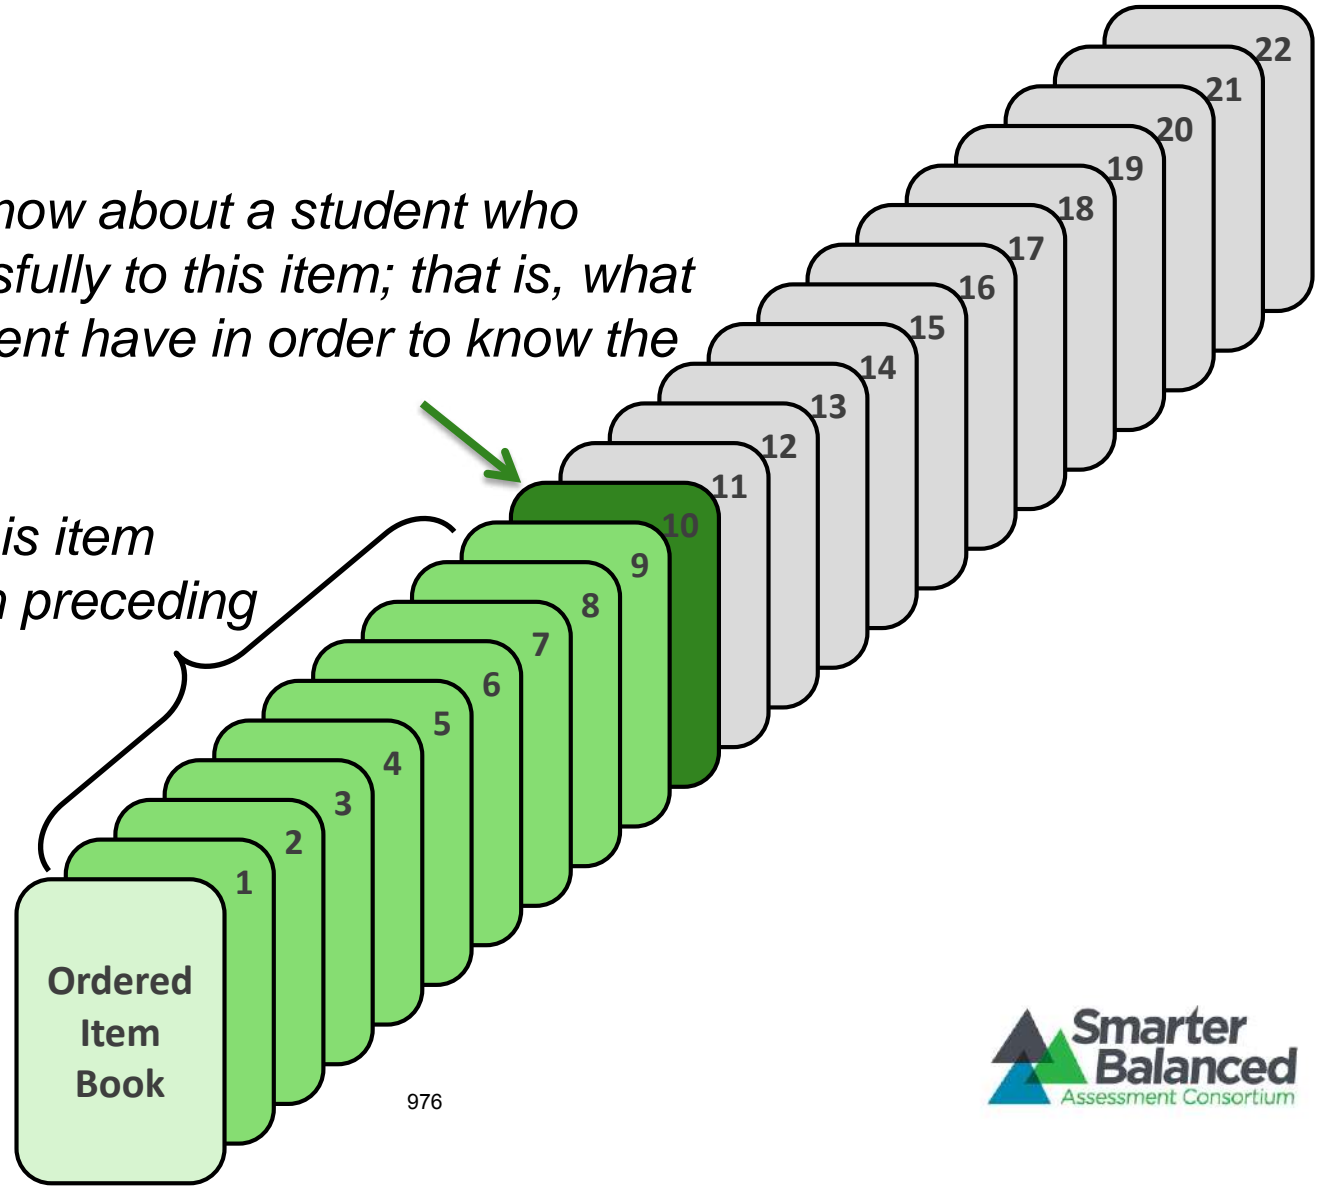 22
21
20
19
18
17
16
15
14
13
12
11
10
9
8
7
6
5
4
3
2
1
now about a student who
sfully to this item; that is, what
ent have in order to know the
is item
preceding
Ordered
Item
Book
976
Smarter
Balanced
Assessment Consortium